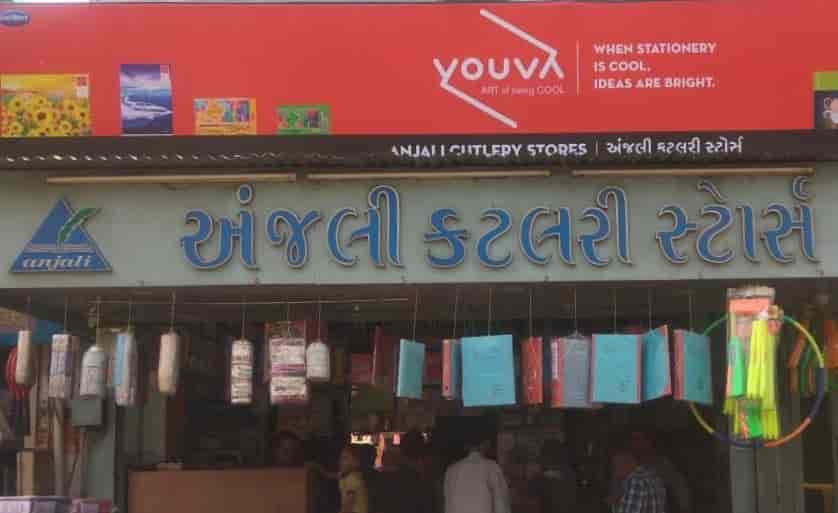 YOUVA
ART of being COOL
WHEN STATIONERY
IS COOL,
IDEAS ARE BRIGHT.
ANJALI CUTLERY STORES | અંજલી કટલરી સ્ટોર્સ
anjali
અંજલી કટલરી સ્ટોર્સ